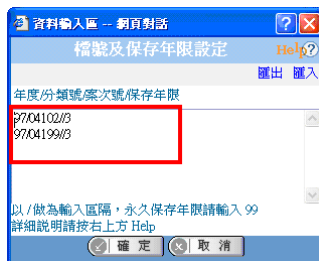 資料輸入區 -- 網頁對話
檔號及保存年限設定 Help?
匯出 匯入
年度/分類號/案次號/保存年限
97/04102//3
97/04199//3
以 / 做為輸入區隔，永久保存年限請輸入 99
詳細說明請按右上方 Help
確 定 取 消